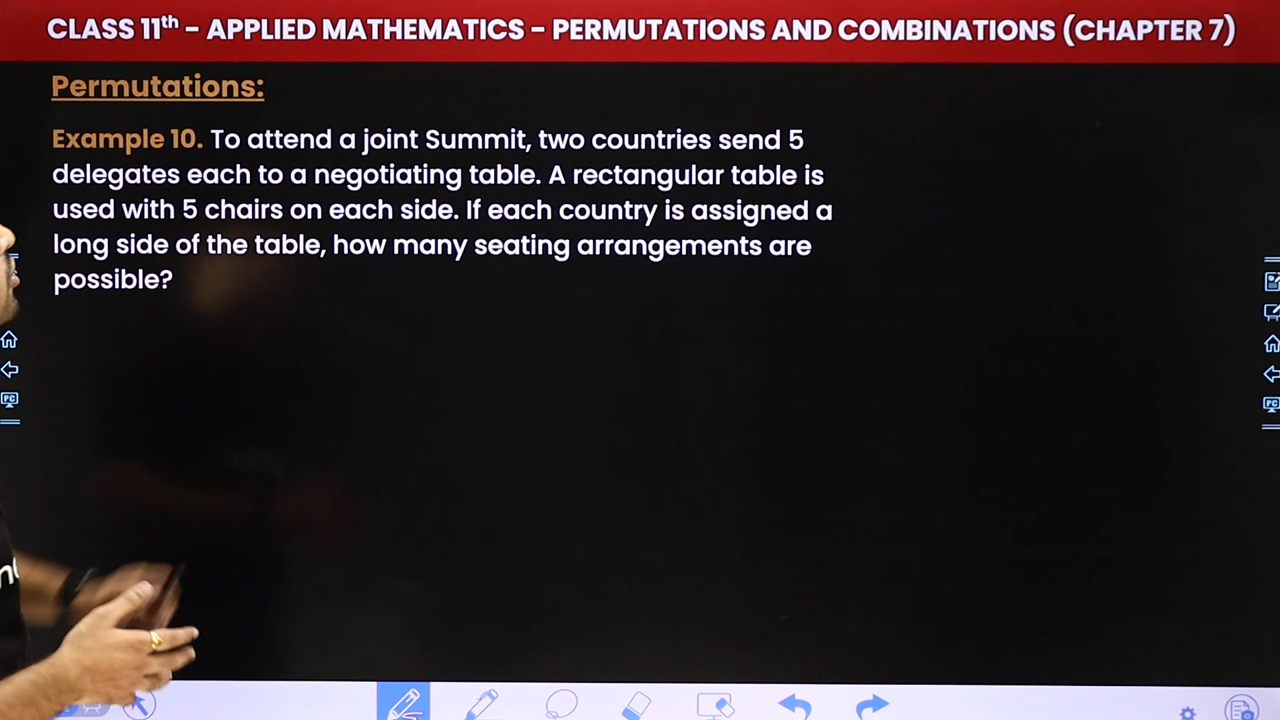 CLASS 11th – APPLIED MATHEMATICS – PERMUTATIONS AND COMBINATIONS (CHAPTER 7)
Permutations:
Example 10. To attend a joint Summit, two countries send 5
delegates each to a negotiating table. A rectangular table is
used with 5 chairs on each side. If each country is assigned a
long side of the table, how many seating arrangements are
possible?
PC
PC